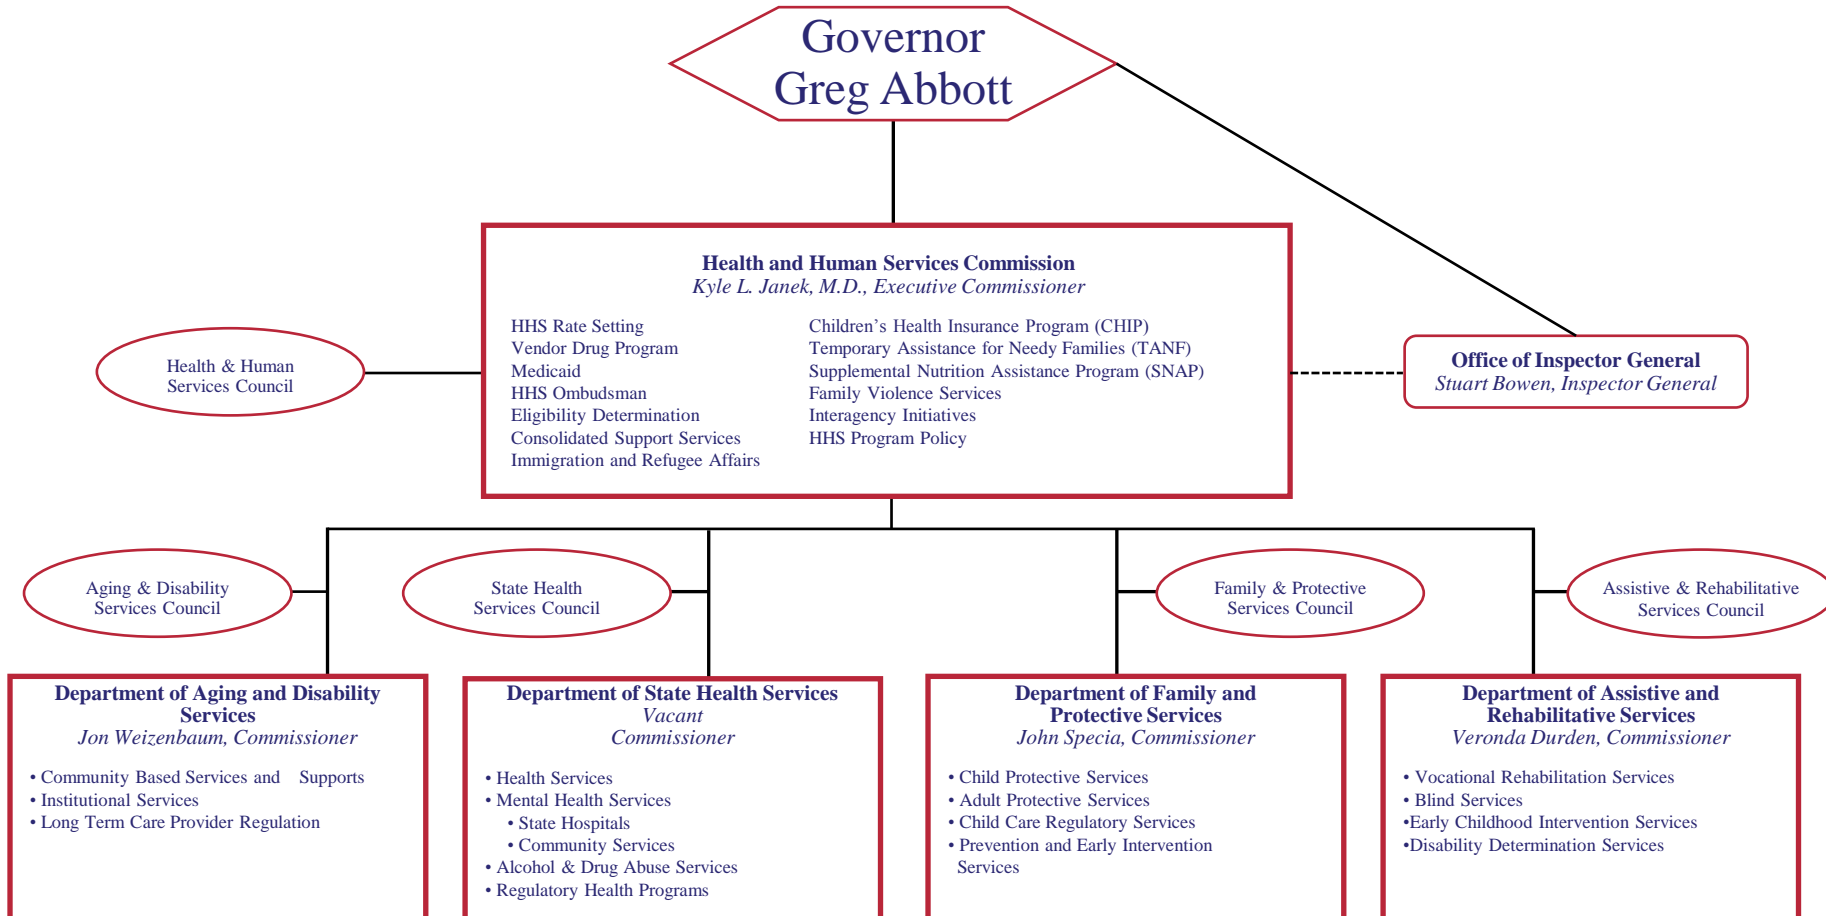 Governor
Greg Abbott
Health and Human Services Commission
Kyle L. Janek, M.D., Executive Commissioner
HHS Rate Setting
Vendor Drug Program
Medicaid
HHS Ombudsman
Eligibility Determination
Consolidated Support Services
Immigration and Refugee Affairs
Children’s Health Insurance Program (CHIP)
Temporary Assistance for Needy Families (TANF)
Supplemental Nutrition Assistance Program (SNAP)
Family Violence Services
Interagency Initiatives
HHS Program Policy
Health & Human
Services Council
Office of Inspector General
Stuart Bowen, Inspector General
Aging & Disability
Services Council
State Health
Services Council
Family & Protective
Services Council
Assistive & Rehabilitative
Services Council
Department of Aging and Disability
Services
Jon Weizenbaum, Commissioner
• Community Based Services and Supports
• Institutional Services
• Long Term Care Provider Regulation
Department of State Health Services
Vacant
Commissioner
• Health Services
• Mental Health Services
• State Hospitals
• Community Services
• Alcohol & Drug Abuse Services
• Regulatory Health Programs
Department of Family and
Protective Services
John Specia, Commissioner
• Child Protective Services
• Adult Protective Services
• Child Care Regulatory Services
• Prevention and Early Intervention
Services
Department of Assistive and
Rehabilitative Services
Veronda Durden, Commissioner
• Vocational Rehabilitation Services
• Blind Services
•Early Childhood Intervention Services
•Disability Determination Services